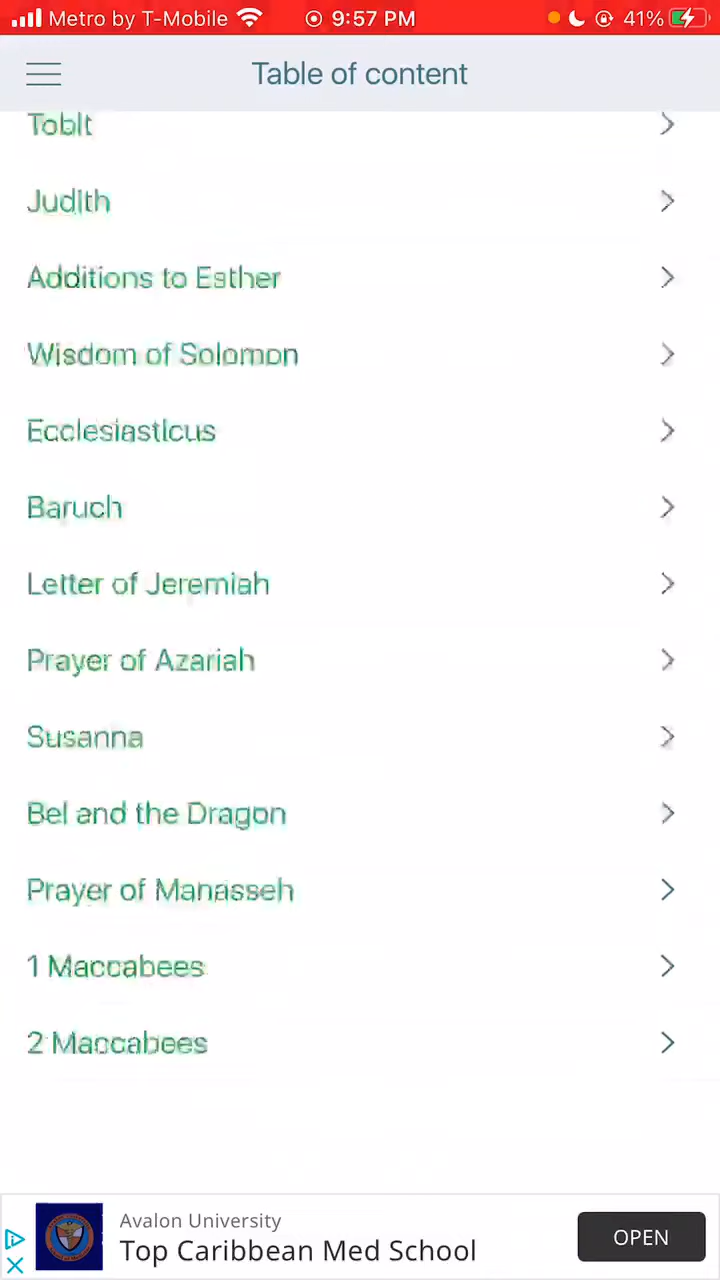 Metro by T-Mobile 9:57 PM 41%
Table of content
Tobit
Judith
Additions to Esther
Wisdom of Solomon
Ecclesiasticus
Baruch
Letter of Jeremiah
Prayer of Azariah
Susanna
Bel and the Dragon
Prayer of Manasseh
1 Maccabees
2 Maccabees
Avalon University
Top Caribbean Med School
OPEN